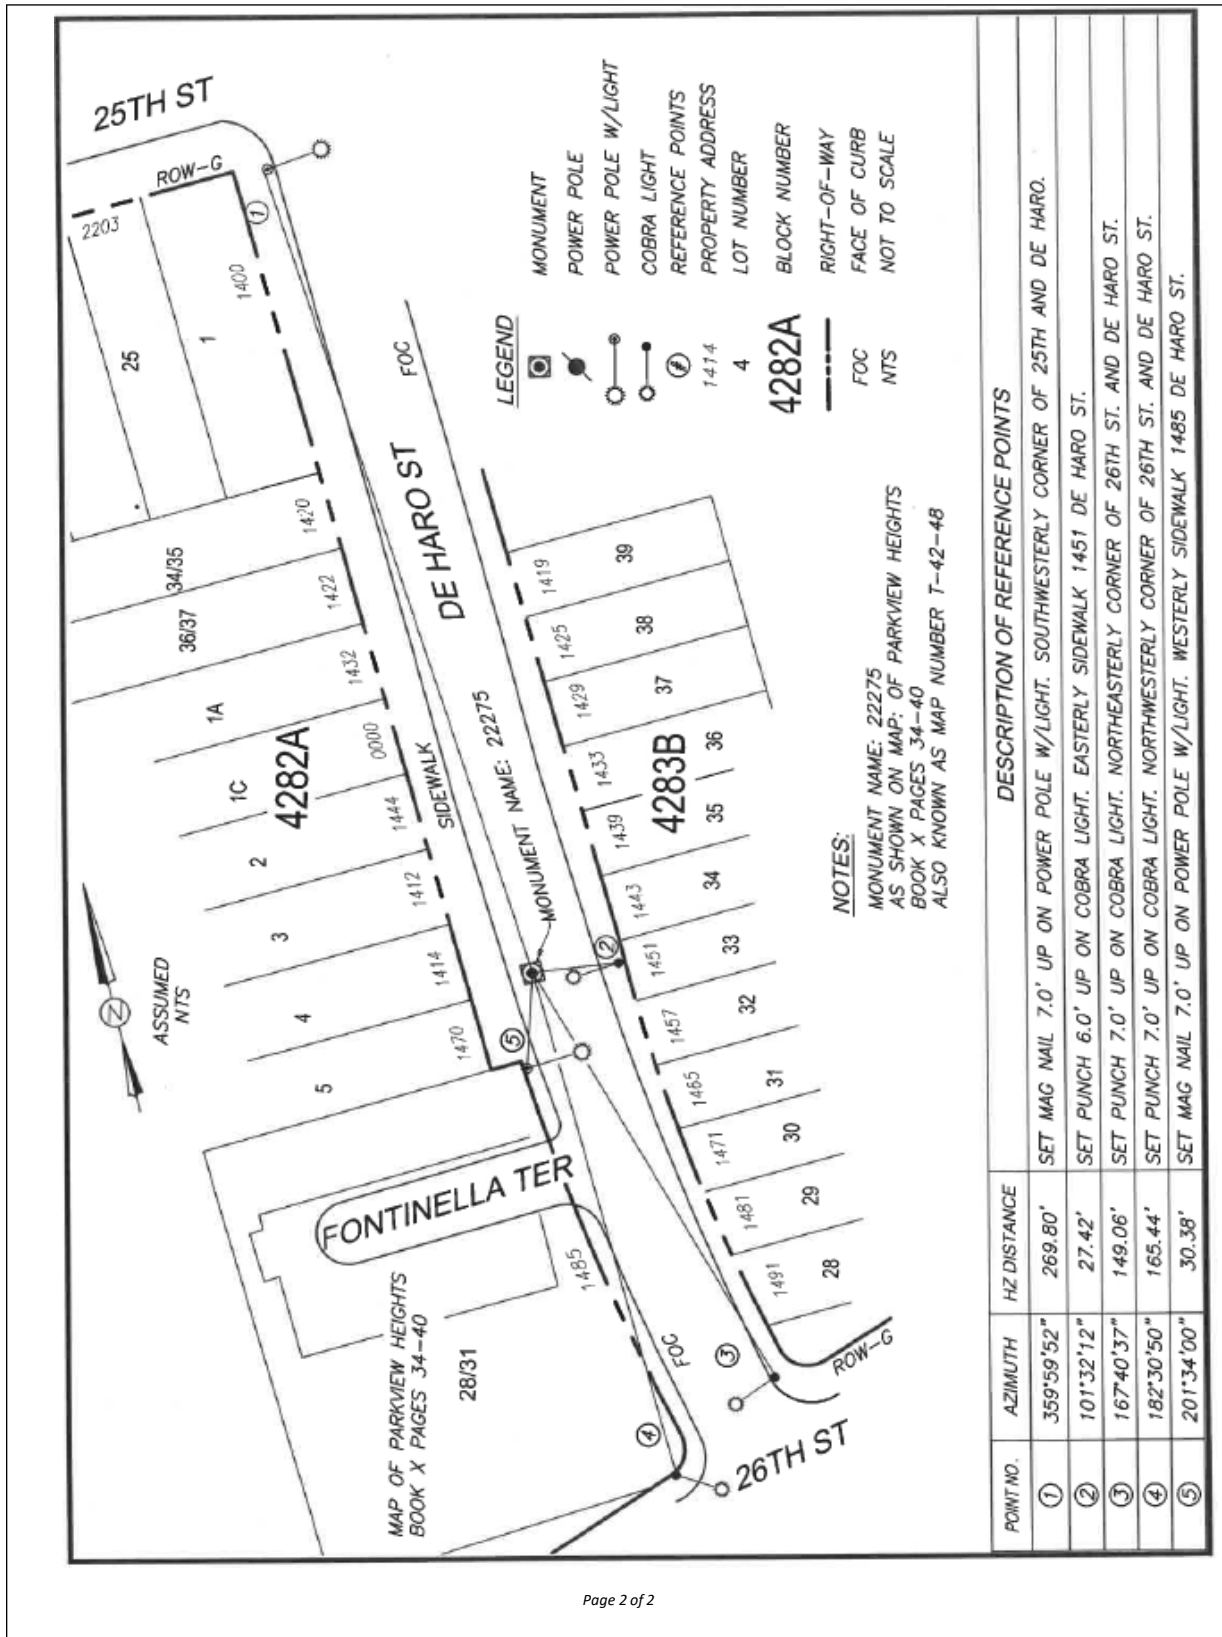 25TH ST
ROW-G
2203
1
1400
25
1
34/35
1420
36/37
1422
1A
1432
1C
0000
4282A
2
1444
3
1412
4
1414
5
1470
SIDEWALK
DE HARO ST
FOC
MONUMENT NAME: 22275
ASSUMED
NTS
N
5
2
1419
39
1425
38
1429
37
1433
36
4283B
1439
35
1443
34
1451
33
1457
32
1465
31
1471
30
1481
29
1491
28
FONTINELLA TER
1485
MAP OF PARKVIEW HEIGHTS
BOOK X PAGES 34-40
28/31
FOC
3
4
ROW-G
26TH ST
LEGEND
MONUMENT
POWER POLE
POWER POLE W/LIGHT
COBRA LIGHT
# REFERENCE POINTS
1414 PROPERTY ADDRESS
4 LOT NUMBER
4282A BLOCK NUMBER
RIGHT-OF-WAY
FOC FACE OF CURB
NTS NOT TO SCALE
NOTES:
MONUMENT NAME: 22275
AS SHOWN ON MAP: OF PARKVIEW HEIGHTS
BOOK X PAGES 34-40
ALSO KNOWN AS MAP NUMBER T-42-48
POINT NO. AZIMUTH HZ DISTANCE DESCRIPTION OF REFERENCE POINTS
1 359°59'52" 269.80' SET MAG NAIL 7.0' UP ON POWER POLE W/LIGHT. SOUTHWESTERLY CORNER OF 25TH AND DE HARO.
2 101°32'12" 27.42' SET PUNCH 6.0' UP ON COBRA LIGHT. EASTERLY SIDEWALK 1451 DE HARO ST.
3 167°40'37" 149.06' SET PUNCH 7.0' UP ON COBRA LIGHT. NORTHEASTERLY CORNER OF 26TH ST. AND DE HARO ST.
4 182°30'50" 165.44' SET PUNCH 7.0' UP ON COBRA LIGHT. NORTHWESTERLY CORNER OF 26TH ST. AND DE HARO ST.
5 201°34'00" 30.38' SET MAG NAIL 7.0' UP ON POWER POLE W/LIGHT. WESTERLY SIDEWALK 1485 DE HARO ST.
Page 2 of 2